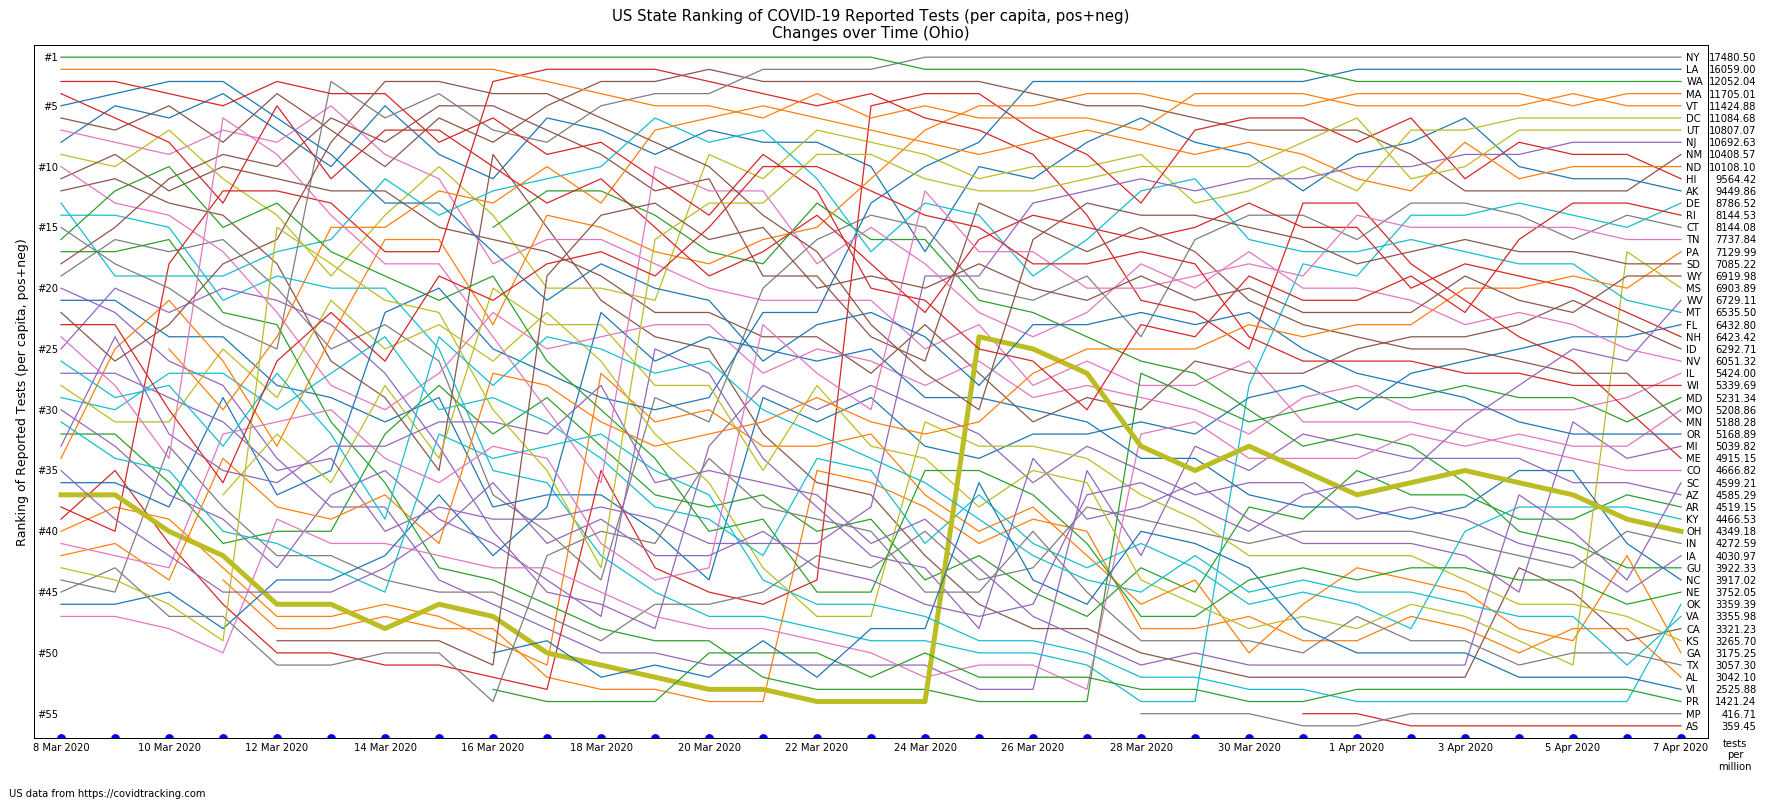 US State Ranking of COVID-19 Reported Tests (per capita, pos+neg)
Changes over Time (Ohio)
Ranking of Reported Tests (per capita, pos+neg)
#1
#5
#10
#15
#20
#25
#30
#35
#40
#45
#50
#55
NY 17480.50
LA 16059.00
WA 12052.04
MA 11705.01
VT 11424.88
DC 11084.68
UT 10807.07
NJ 10692.63
NM 10408.57
ND 10108.10
HI 9564.42
AK 9449.86
DE 8786.52
RI 8144.53
CT 8144.08
TN 7737.84
PA 7129.99
SD 7085.22
WY 6919.98
MS 6903.89
WV 6729.11
MT 6535.50
FL 6432.80
NH 6423.42
ID 6292.71
NV 6051.32
IL 5424.00
WI 5339.69
MD 5231.34
MO 5208.86
MN 5188.28
OR 5168.89
MI 5039.82
ME 4915.15
CO 4666.82
SC 4599.21
AZ 4585.29
AR 4519.15
KY 4466.53
OH 4349.18
IN 4272.59
IA 4030.97
GU 3922.33
NC 3917.02
NE 3752.05
OK 3359.39
VA 3355.98
CA 3321.23
KS 3265.70
GA 3175.25
TX 3057.30
AL 3042.10
VI 2525.88
PR 1421.24
MP 416.71
AS 359.45
8 Mar 2020 10 Mar 2020 12 Mar 2020 14 Mar 2020 16 Mar 2020 18 Mar 2020 20 Mar 2020 22 Mar 2020 24 Mar 2020 26 Mar 2020 28 Mar 2020 30 Mar 2020 1 Apr 2020 3 Apr 2020 5 Apr 2020 7 Apr 2020
tests
per
million
US data from https://covidtracking.com